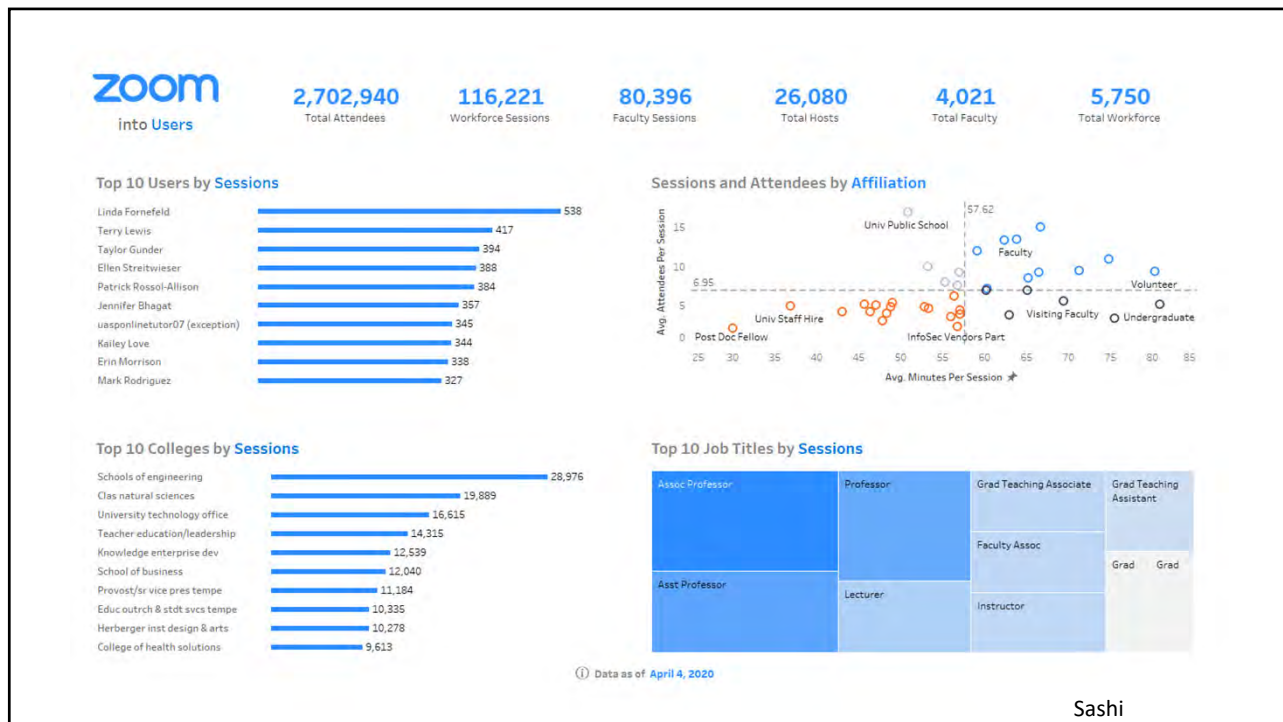 zoom
into Users
2,702,940
Total Attendees
116,221
Workforce Sessions
80,396
Faculty Sessions
26,080
Total Hosts
4,021
Total Faculty
5,750
Total Workforce
Top 10 Users by Sessions
Linda Fornefeld 538
Terry Lewis 417
Taylor Gunder 394
Ellen Streitwieser 388
Patrick Rossol-Allison 384
Jennifer Bhagat 357
uasponlinetutor07 (exception) 345
Kailey Love 344
Erin Morrison 338
Mark Rodriguez 327
Sessions and Attendees by Affiliation
Avg. Attendees Per Session
15
10
5
0
6.95
57.62
Univ Public School
Faculty
Volunteer
Univ Staff Hire
Visiting Faculty
Undergraduate
Post Doc Fellow
InfoSec Vendors Part
25 30 35 40 45 50 55 60 65 70 75 80 85
Avg. Minutes Per Session
Top 10 Colleges by Sessions
Schools of engineering 28,976
Clas natural sciences 19,889
University technology office 16,615
Teacher education/leadership 14,315
Knowledge enterprise dev 12,539
School of business 12,040
Provost/sr vice pres tempe 11,184
Educ outrch & stdt svcs tempe 10,335
Herberger inst design & arts 10,278
College of health solutions 9,613
Top 10 Job Titles by Sessions
Assoc Professor
Asst Professor
Professor
Lecturer
Grad Teaching Associate
Faculty Assoc
Instructor
Grad Teaching
Assistant
Grad Grad
Data as of April 4, 2020
Sashi